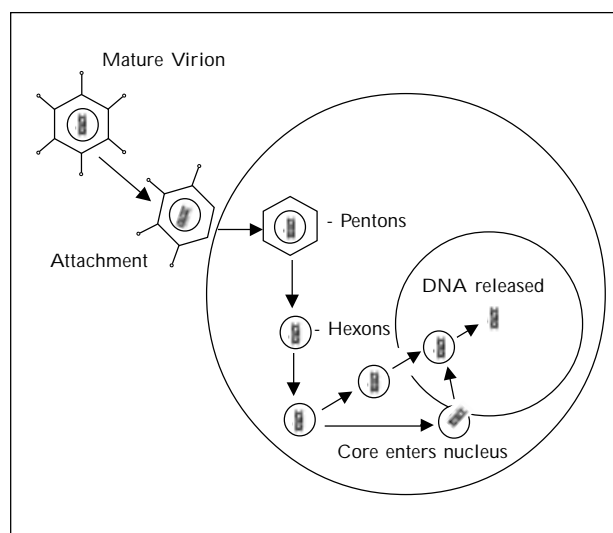 Mature Virion
- Pentons
Attachment
DNA released
- Hexons
Core enters nucleus